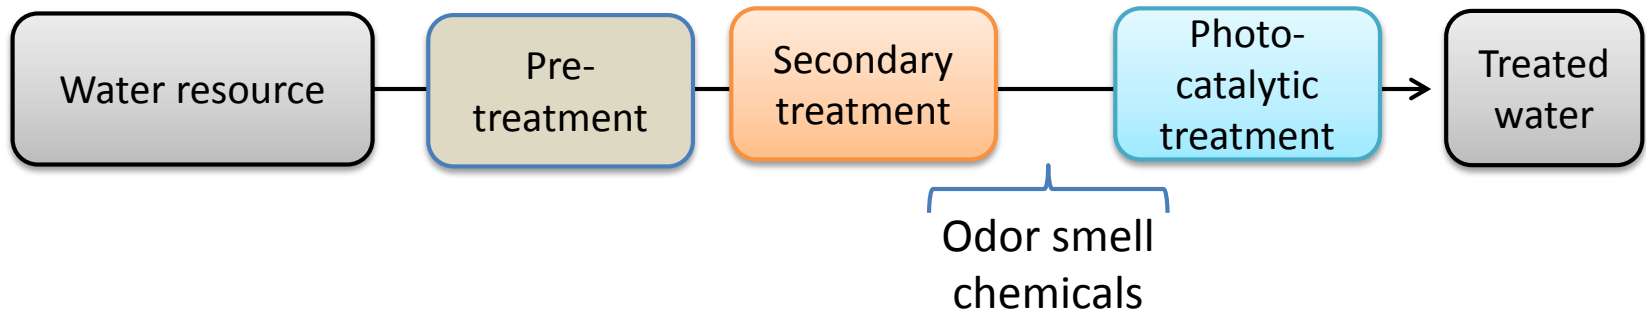 Water resource
Pre-
treatment
Secondary
treatment
Photo-
catalytic
treatment
Treated
water
Odor smell
chemicals